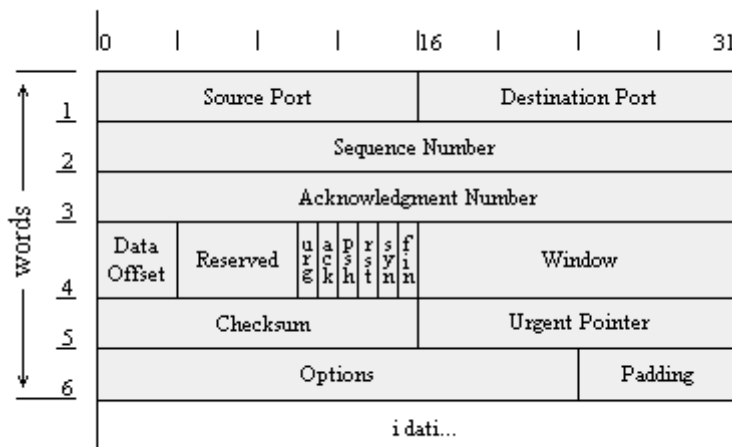 0 16 31
Source Port Destination Port
1
Sequence Number
2
Acknowledgment Number
3
words
Data Offset Reserved urg ack psh rst syn fin Window
4
Checksum Urgent Pointer
5
Options Padding
6
i dati...